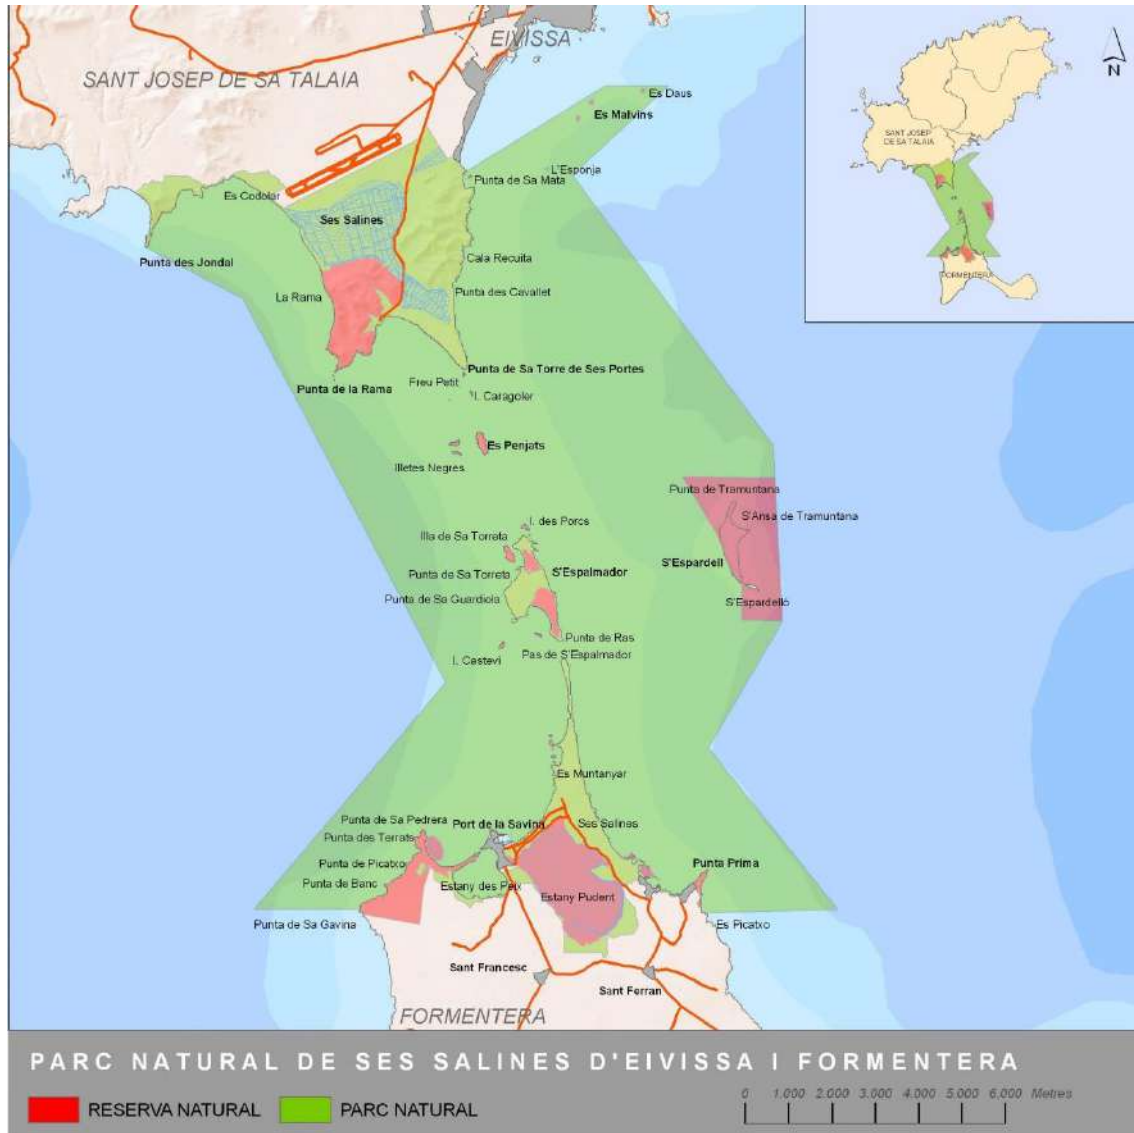 EIVISSA
SANT JOSEP DE SA TALAIA
Es Daus
Es Malvins
L'Esponja
Punta de Sa Mata
Es Codolar
Ses Salines
Punta des Jondal
Cala Recuita
La Rama
Punta des Cavallet
Punta de la Rama
Punta de Sa Torre de Ses Portes
Freu Petit
I. Caragoler
Es Penjats
Illetes Negres
Punta de Tramuntana
S'Ansa de Tramuntana
I. des Porcs
Illa de Sa Torreta
S'Espardell
Punta de Sa Torreta
S'Espalmador
Punta de Sa Guardiola
S'Espardelló
Punta de Ras
I. Castevi
Pas de S'Espalmador
Es Muntanyar
Punta de Sa Pedrera
Port de la Savina
Ses Salines
Punta des Terrats
Punta de Picatxo
Punta Prima
Punta de Banc
Estany des Peix
Estany Pudent
Punta de Sa Gavina
Es Picatxo
Sant Francesc
Sant Ferran
FORMENTERA
N
SANT JOSEP
DE SA TALAIA
FORMENTERA
PARC NATURAL DE SES SALINES D'EIVISSA I FORMENTERA
RESERVA NATURAL
PARC NATURAL
0 1.000 2.000 3.000 4.000 5.000 6.000 Metres